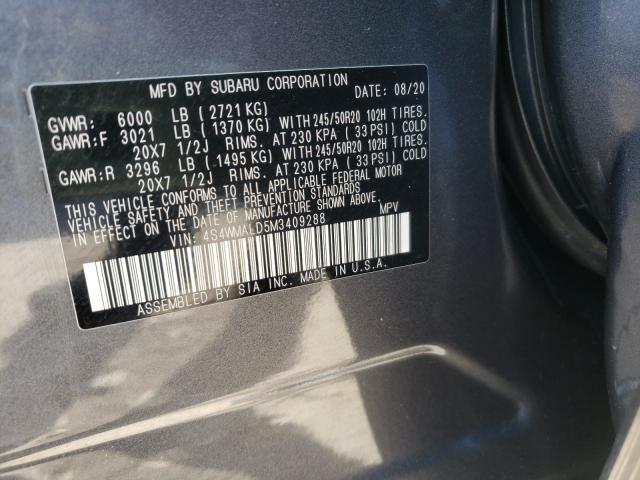 MFD BY SUBARU CORPORATION DATE: 08/20
GVWR: 6000 LB (2721 KG)
GAWR:F 3021 LB (1370 KG) WITH 245/50R20 102H TIRES.
20X7 1/2J RIMS. AT 230 KPA (33 PSI) COLD
GAWR:R 3296 LB (1495 KG) WITH 245/50R20 102H TIRES.
20X7 1/2J RIMS. AT 230 KPA (33 PSI) COLD
THIS VEHICLE CONFORMS TO ALL APPLICABLE FEDERAL MOTOR
VEHICLE SAFETY AND THEFT PREVENTION STANDARDS
IN EFFECT ON THE DATE OF MANUFACTURE SHOWN ABOVE.
VIN: 4S4WMALD5M3409288 MPV
ASSEMBLED BY SIA INC. MADE IN U.S.A.